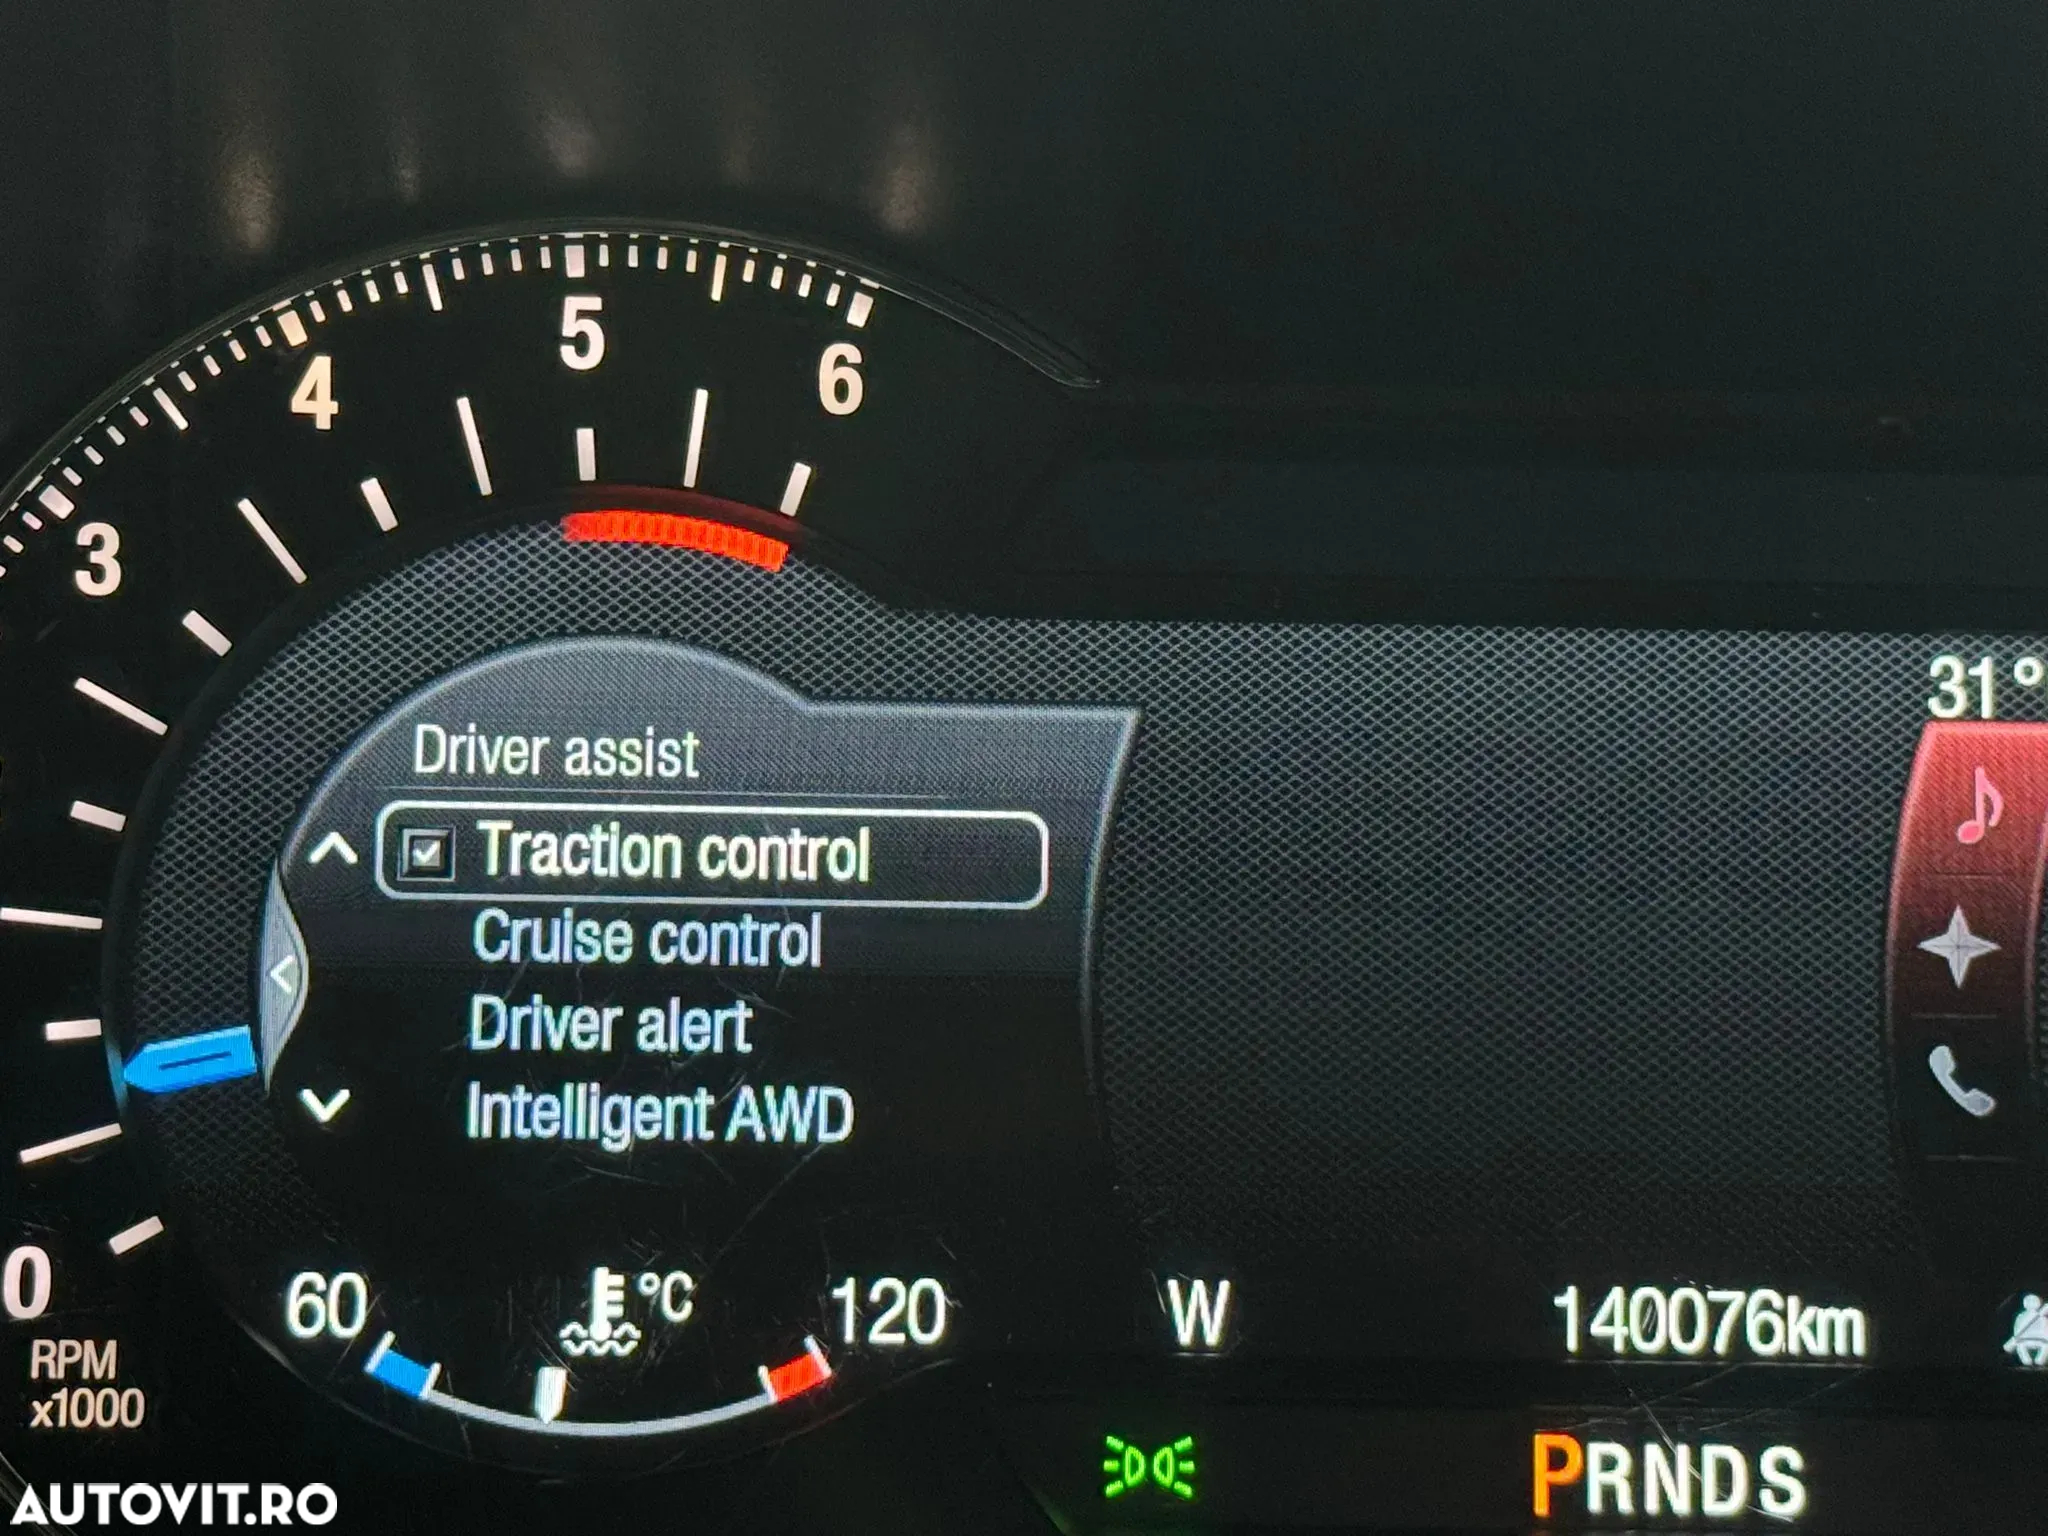 5
4
6
3
31°
Driver assist
Traction control
Cruise control
Driver alert
Intelligent AWD
0
60
°C
120
W
140076km
RPM
x1000
PRNDS
AUTOVIT.RO